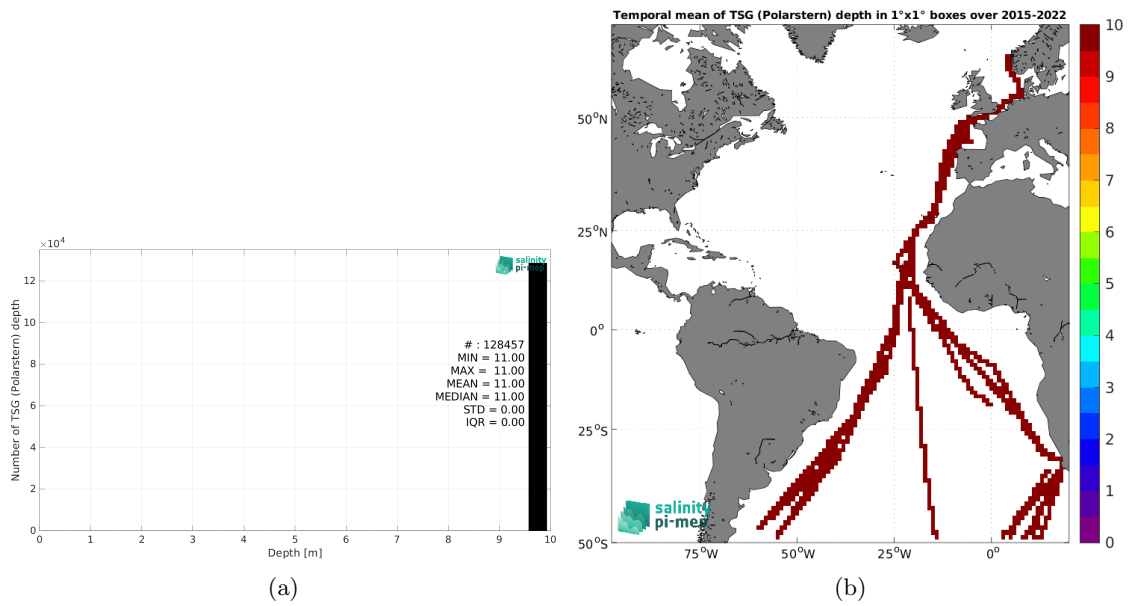 ×10⁴
12
10
8
6
4
2
0
Number of TSG (Polarstern) depth
salinity
pi-mep
# : 128457
MIN = 11.00
MAX = 11.00
MEAN = 11.00
MEDIAN = 11.00
STD = 0.00
IQR = 0.00
0 1 2 3 4 5 6 7 8 9 10
Depth [m]
(a)
Temporal mean of TSG (Polarstern) depth in 1°x1° boxes over 2015-2022
50°N
25°N
0°
25°S
50°S
75°W 50°W 25°W 0°
salinity
pi-mep
10
9
8
7
6
5
4
3
2
1
0
(b)